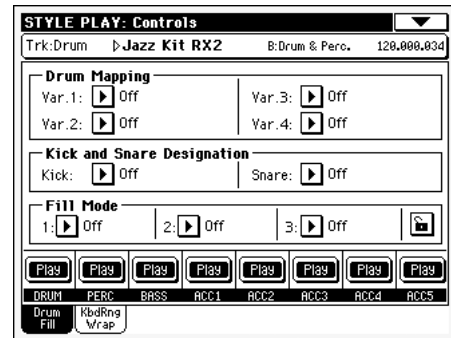 STYLE PLAY: Controls
Trk:Drum Jazz Kit RX2 B:Drum & Perc. 120.000.034
Drum Mapping
Var.1: Off Var.3: Off
Var.2: Off Var.4: Off
Kick and Snare Designation
Kick: Off Snare: Off
Fill Mode
1: Off 2: Off 3: Off
Play Play Play Play Play Play Play Play
DRUM PERC BASS ACC1 ACC2 ACC3 ACC4 ACC5
Drum KbdRng
Fill Wrap